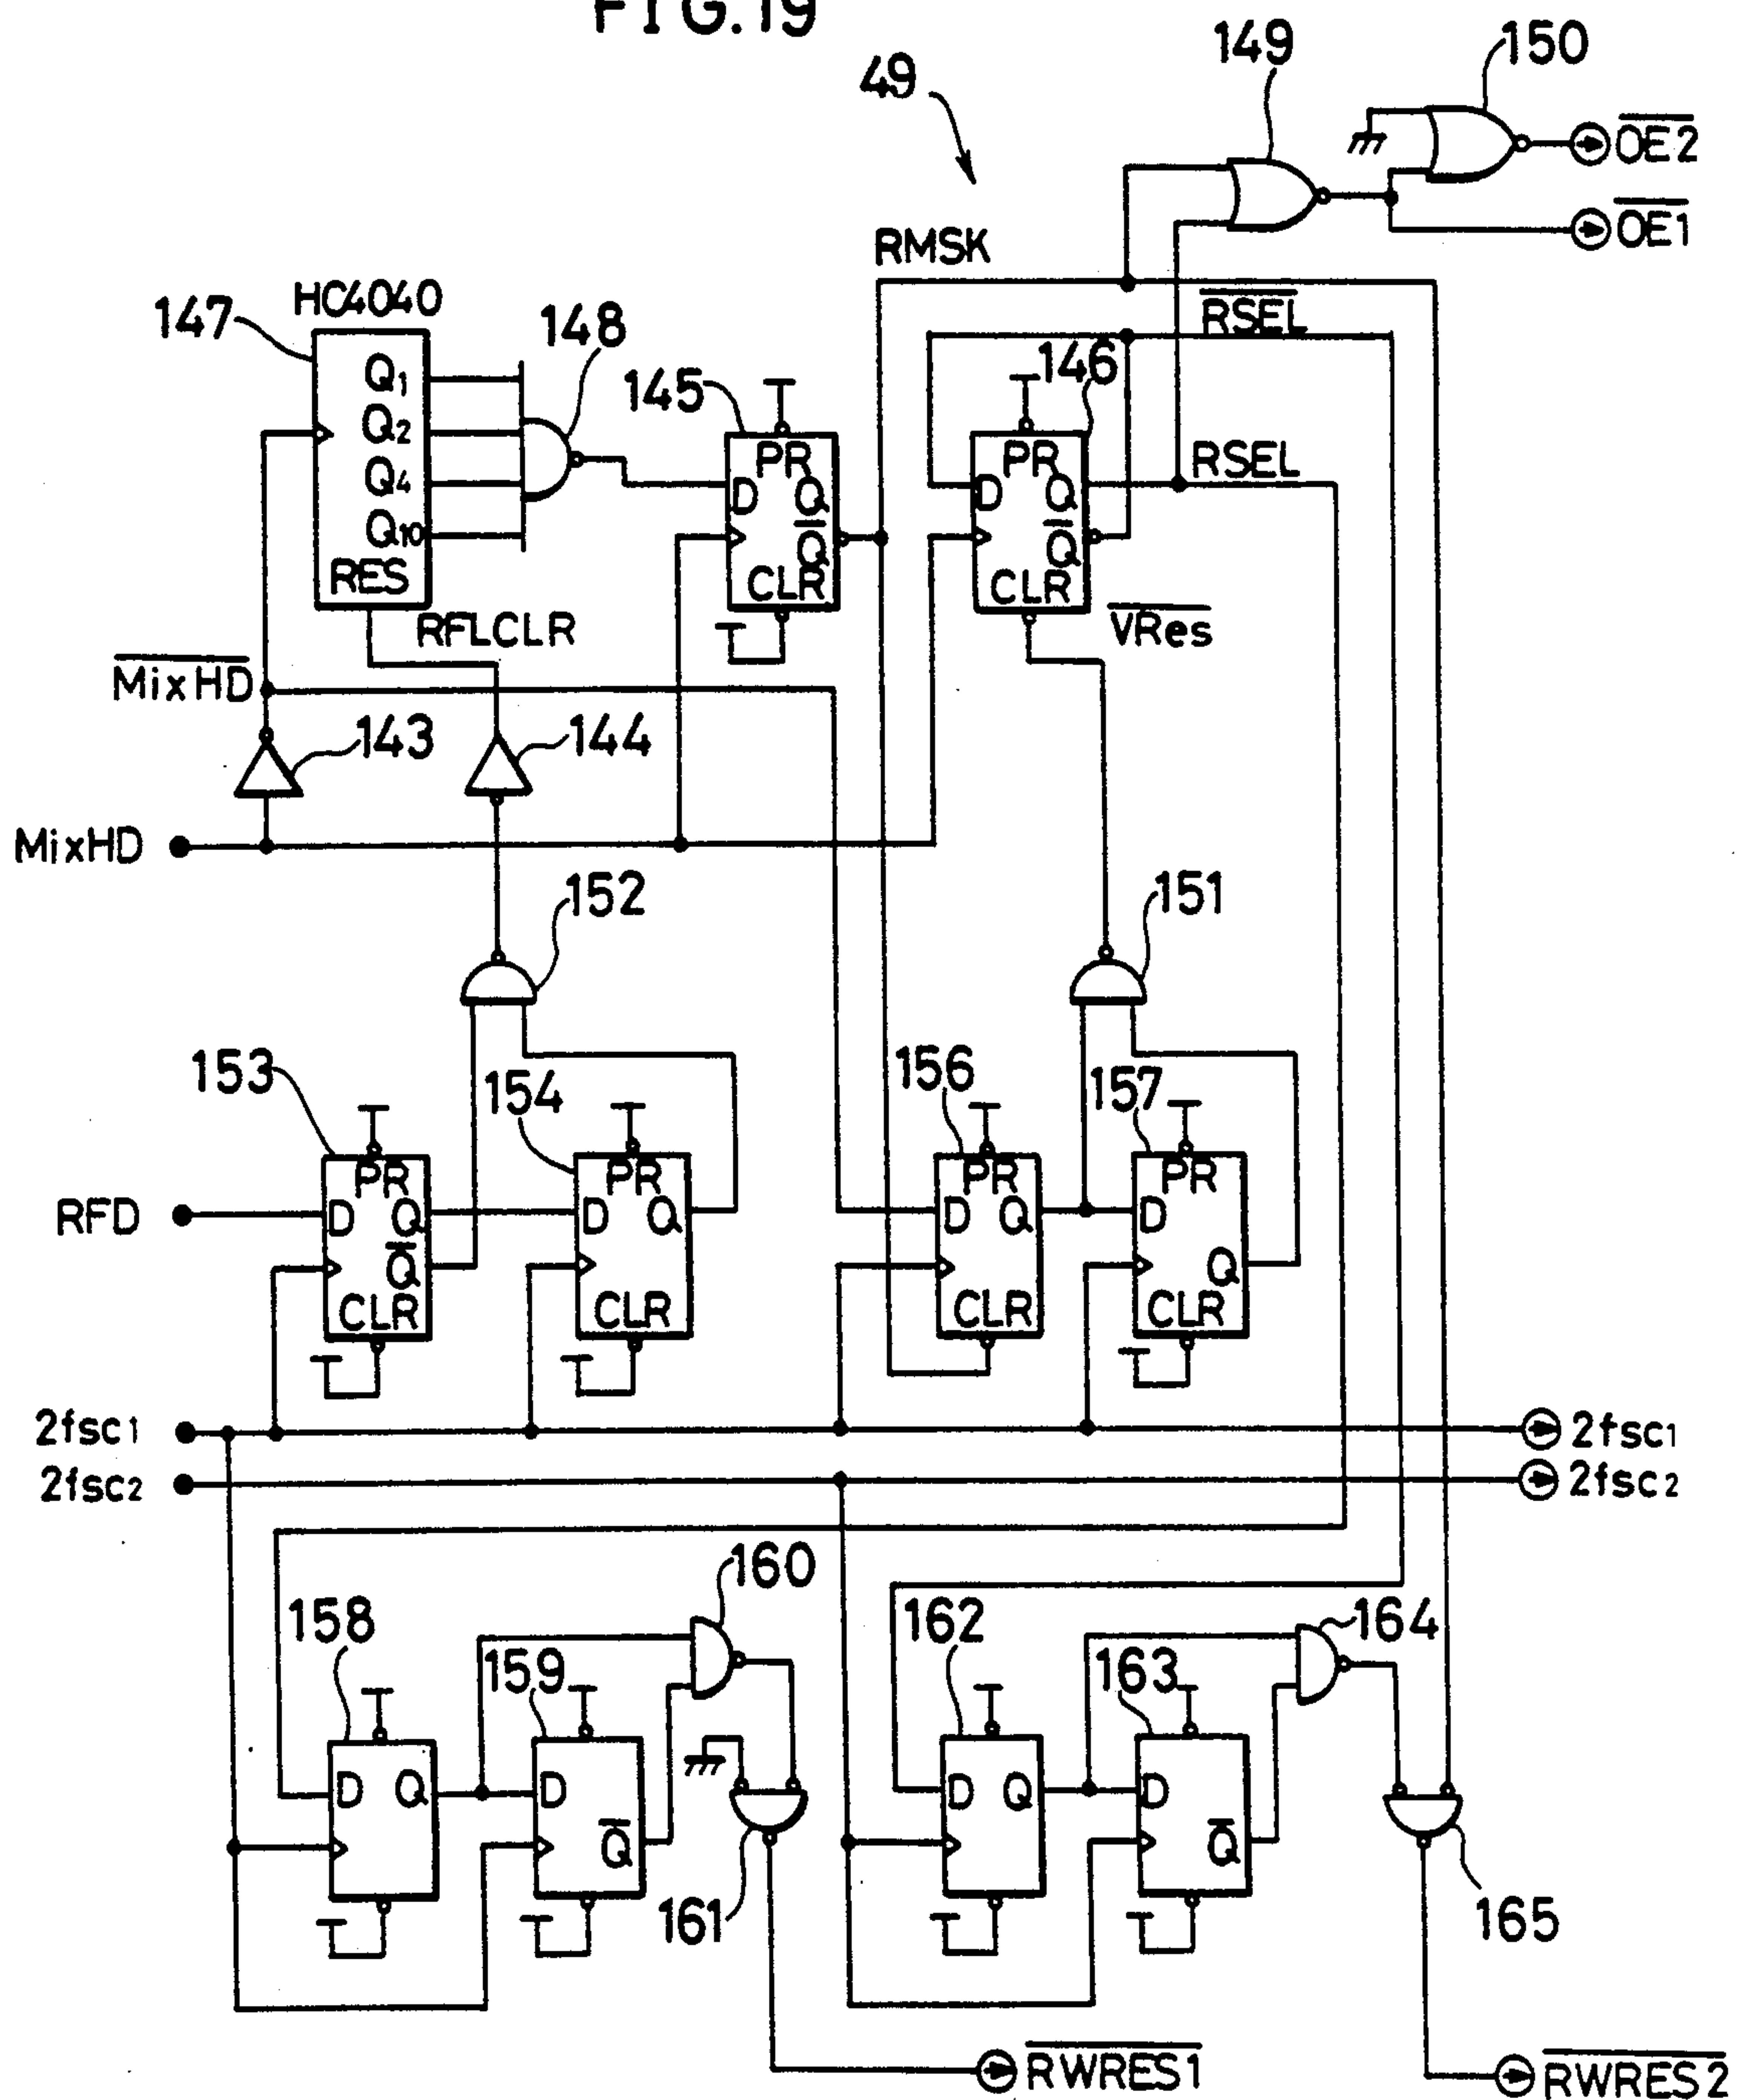 FIG.19
149
150
49
OE2
OE1
RMSK
HC4040
147
148
RSEL
Q1
Q2
Q4
Q10
RES
145
PR
D Q
Q
CLR
146
PR
D Q
Q
CLR
RSEL
RFLCLR
VRes
MixHD
143
144
MixHD
152
151
153
154
156
157
RFD
PR
D Q
Q
CLR
PR
D Q
CLR
PR
D Q
CLR
PR
D
Q
CLR
2fsc1
2fsc1
2fsc2
2fsc2
160
158
159
162
164
163
D Q
D
Q
D Q
D
Q
161
165
RWRES1
RWRES2